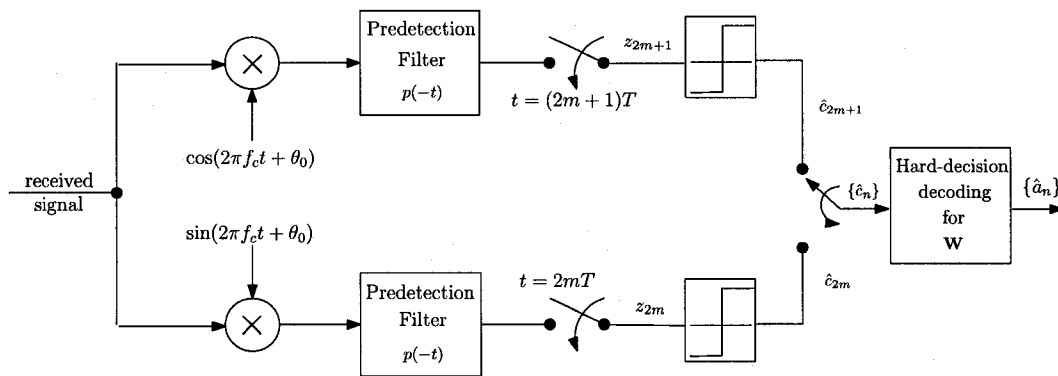 Predetection
Filter
p(−t)
t = (2m + 1)T
z_{2m+1}
ĉ_{2m+1}
cos(2πf_c t + θ_0)
received
signal
sin(2πf_c t + θ_0)
{ĉ_n}
Hard-decision
decoding
for
W
{â_n}
Predetection
Filter
p(−t)
t = 2mT
z_{2m}
ĉ_{2m}